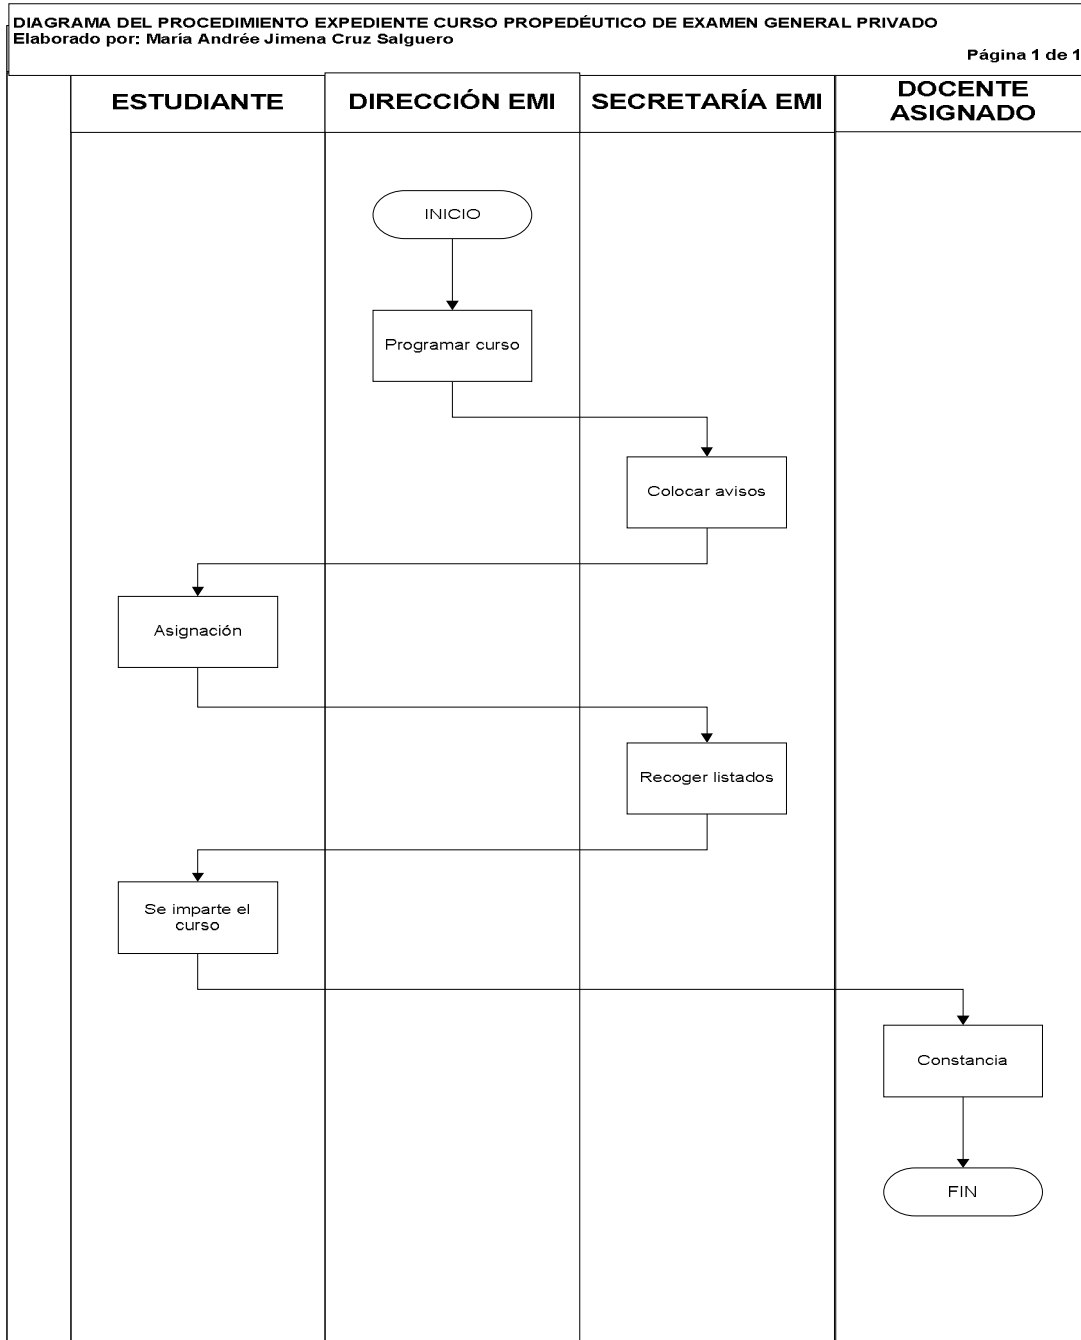 DIAGRAMA DEL PROCEDIMIENTO EXPEDIENTE CURSO PROPEDÉUTICO DE EXAMEN GENERAL PRIVADO
Elaborado por: María Andrée Jimena Cruz Salguero
Página 1 de 1
ESTUDIANTE
DIRECCIÓN EMI
SECRETARÍA EMI
DOCENTE
ASIGNADO
INICIO
Programar curso
Colocar avisos
Asignación
Recoger listados
Se imparte el
curso
Constancia
FIN